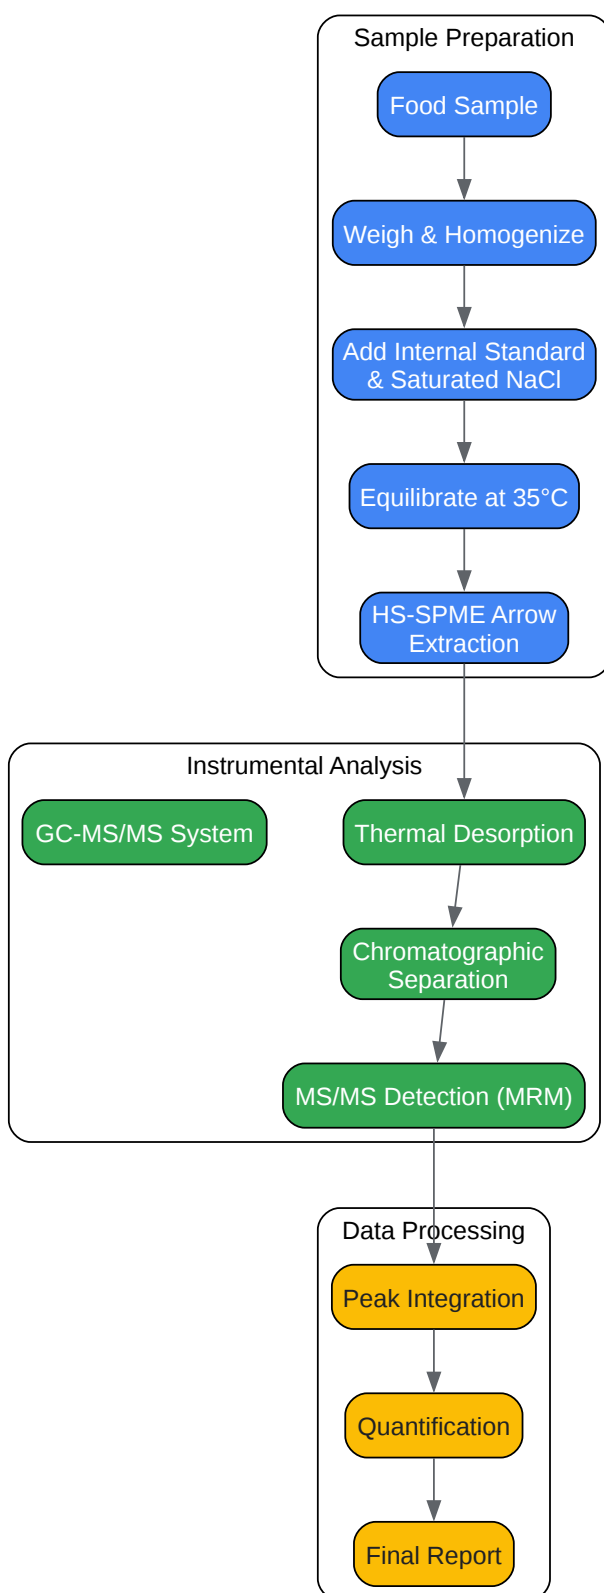 Sample Preparation
Food Sample
Weigh & Homogenize
Add Internal Standard
& Saturated NaCl
Equilibrate at 35°C
HS-SPME Arrow
Extraction
Instrumental Analysis
GC-MS/MS System
Thermal Desorption
Chromatographic
Separation
MS/MS Detection (MRM)
Data Processing
Peak Integration
Quantification
Final Report